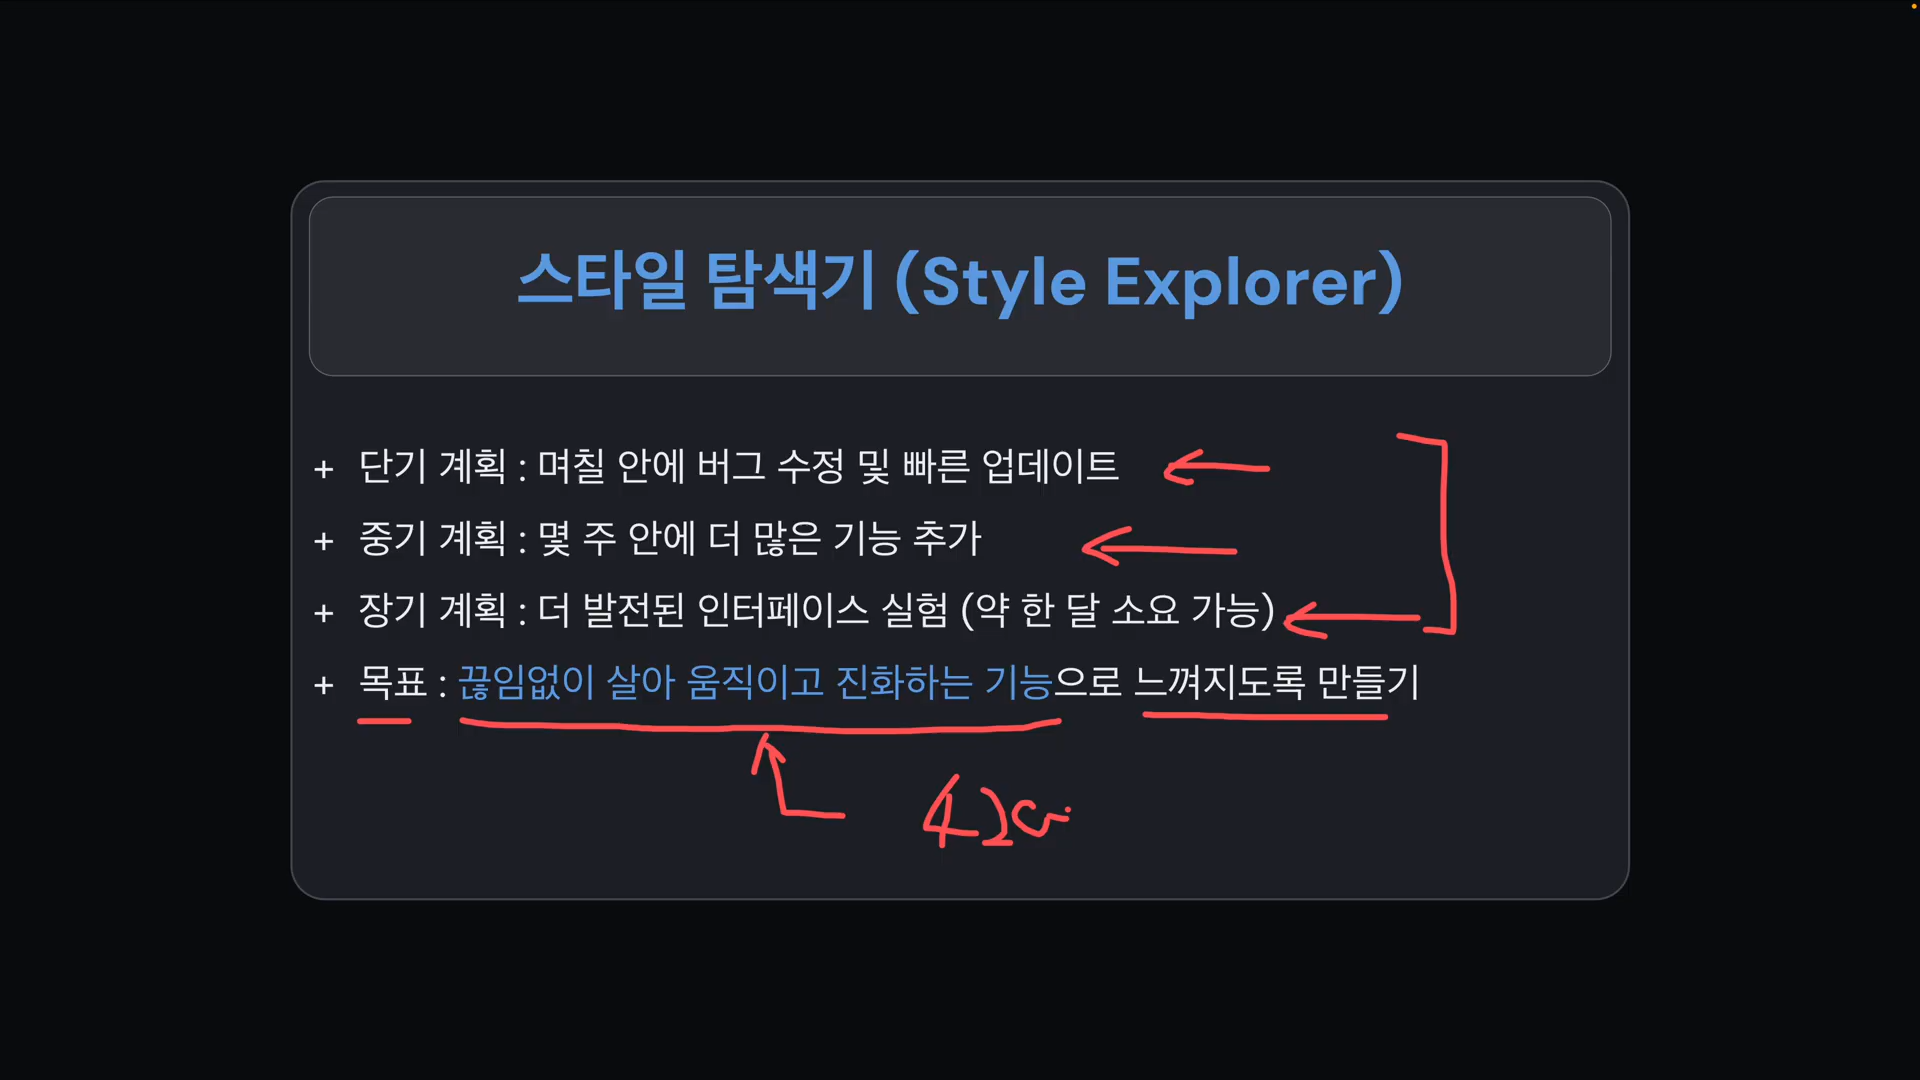 스타일 탐색기 (Style Explorer)
+ 단기 계획 : 며칠 안에 버그 수정 및 빠른 업데이트
+ 중기 계획 : 몇 주 안에 더 많은 기능 추가
+ 장기 계획 : 더 발전된 인터페이스 실험 (약 한 달 소요 가능)
+ 목표 : 끊임없이 살아 움직이고 진화하는 기능으로 느껴지도록 만들기